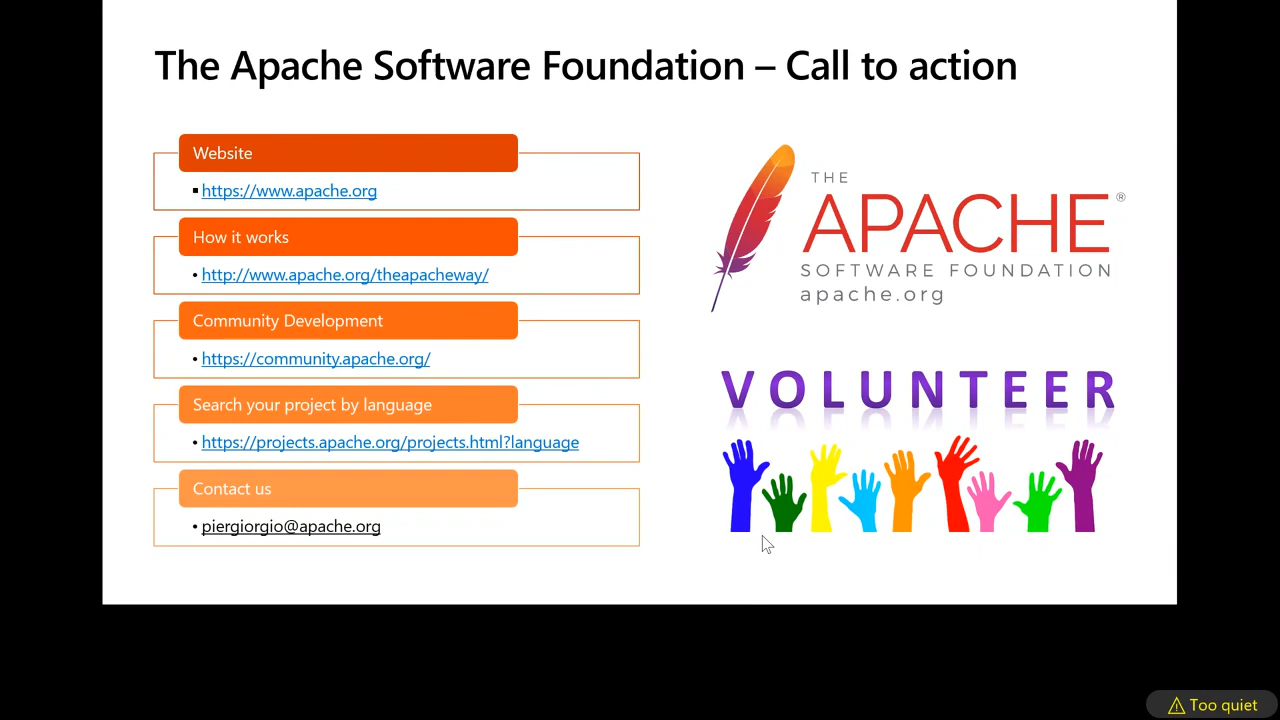 The Apache Software Foundation – Call to action
Website
▪ https://www.apache.org
How it works
• http://www.apache.org/theapacheway/
Community Development
• https://community.apache.org/
Search your project by language
• https://projects.apache.org/projects.html?language
Contact us
• piergiorgio@apache.org
THE
APACHE®
SOFTWARE FOUNDATION
apache.org
VOLUNTEER
Too quiet